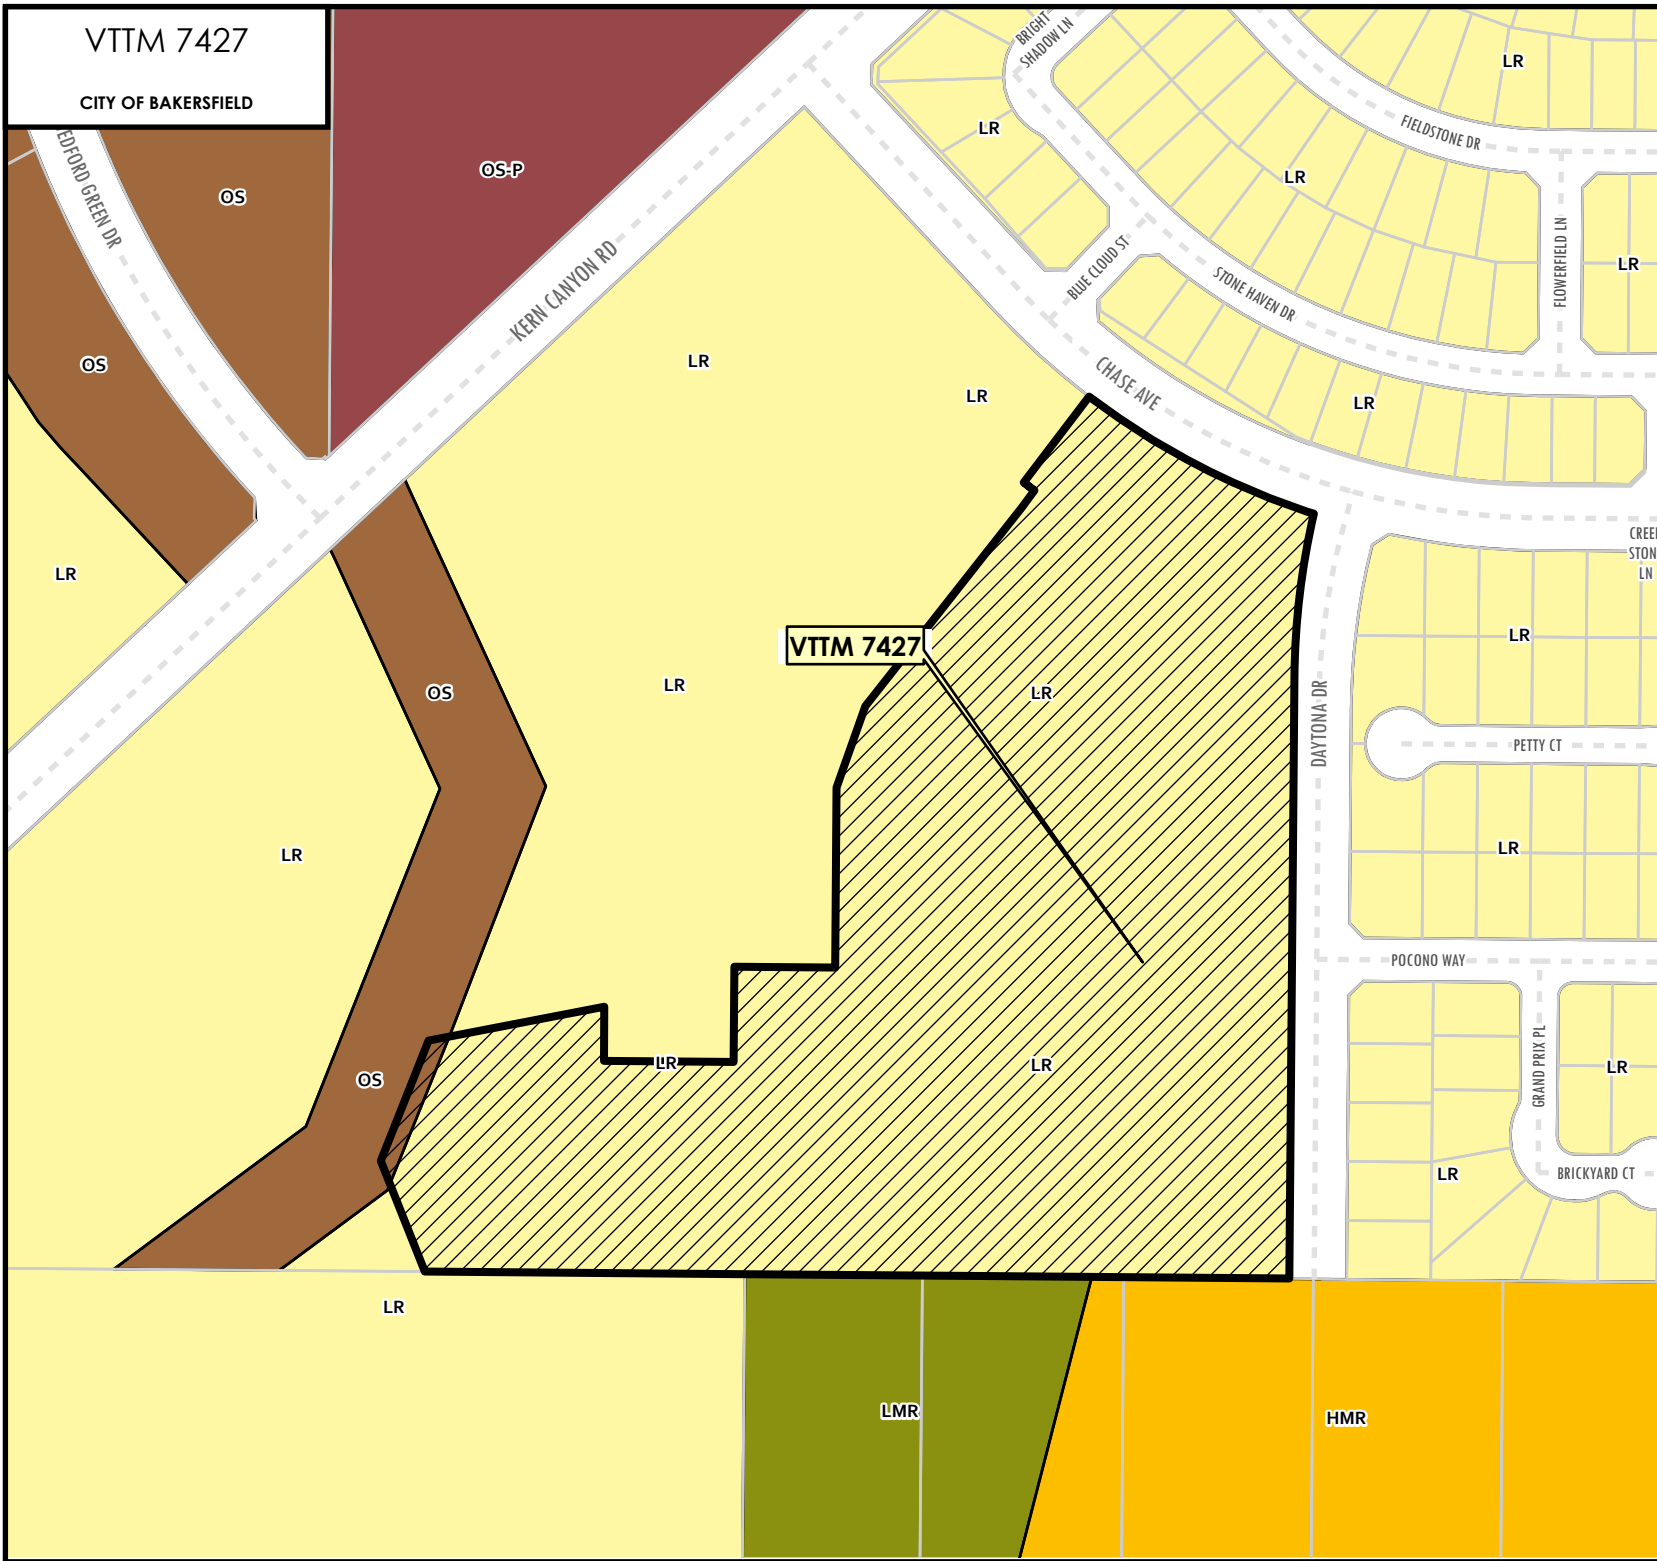 VTTM 7427
CITY OF BAKERSFIELD
BRIGHT
SHADOW LN
LR
LR
FIELDSTONE DR
OS-P
LR
OS
EDFORD GREEN DR
FLOWERFIELD LN
LR
KERN CANYON RD
BLUE CLOUD ST
STONE HAVEN DR
OS
LR
LR
CHASE AVE
LR
CREE
STON
LN
LR
LR
VTTM 7427
LR
OS
LR
DAYTONA DR
PETTY CT
LR
LR
POCONO WAY
GRAND PRIX PL
LR
LR
LR
OS
BRICKYARD CT
LR
LR
LMR
HMR